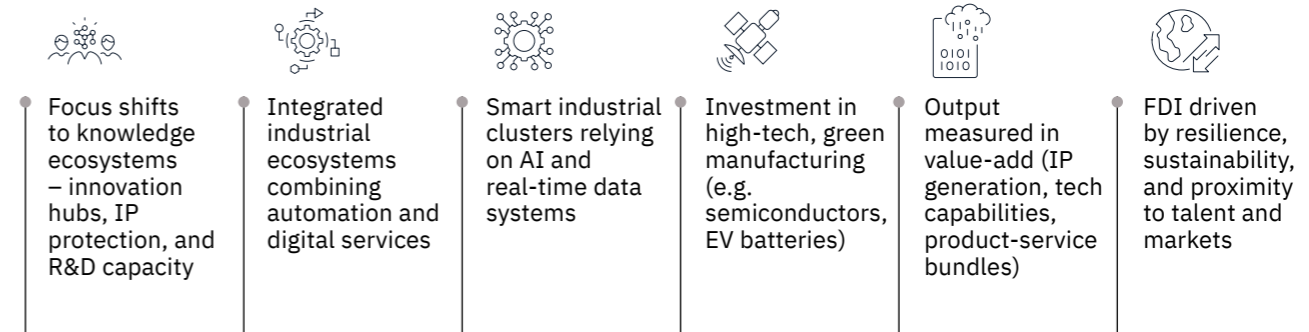 Focus shifts
to knowledge
ecosystems
– innovation
hubs, IP
protection, and
R&D capacity
Integrated
industrial
ecosystems
combining
automation and
digital services
Smart industrial
clusters relying
on AI and
real-time data
systems
Investment in
high-tech, green
manufacturing
(e.g.
semiconductors,
EV batteries)
0101
1010
Output
measured in
value-add (IP
generation, tech
capabilities,
product-service
bundles)
FDI driven
by resilience,
sustainability,
and proximity
to talent and
markets